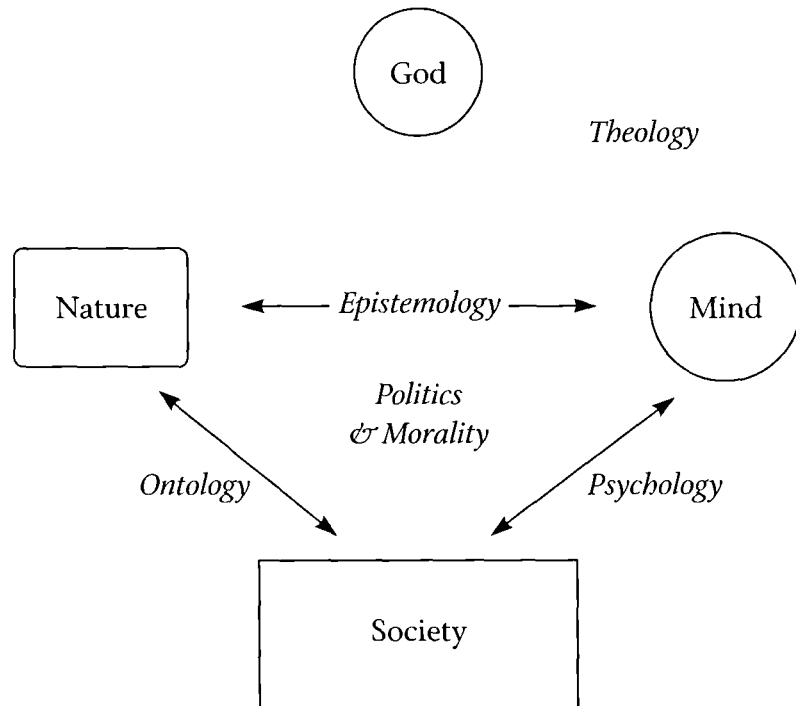 God
Theology
Nature
Epistemology
Mind
Politics
& Morality
Ontology
Psychology
Society